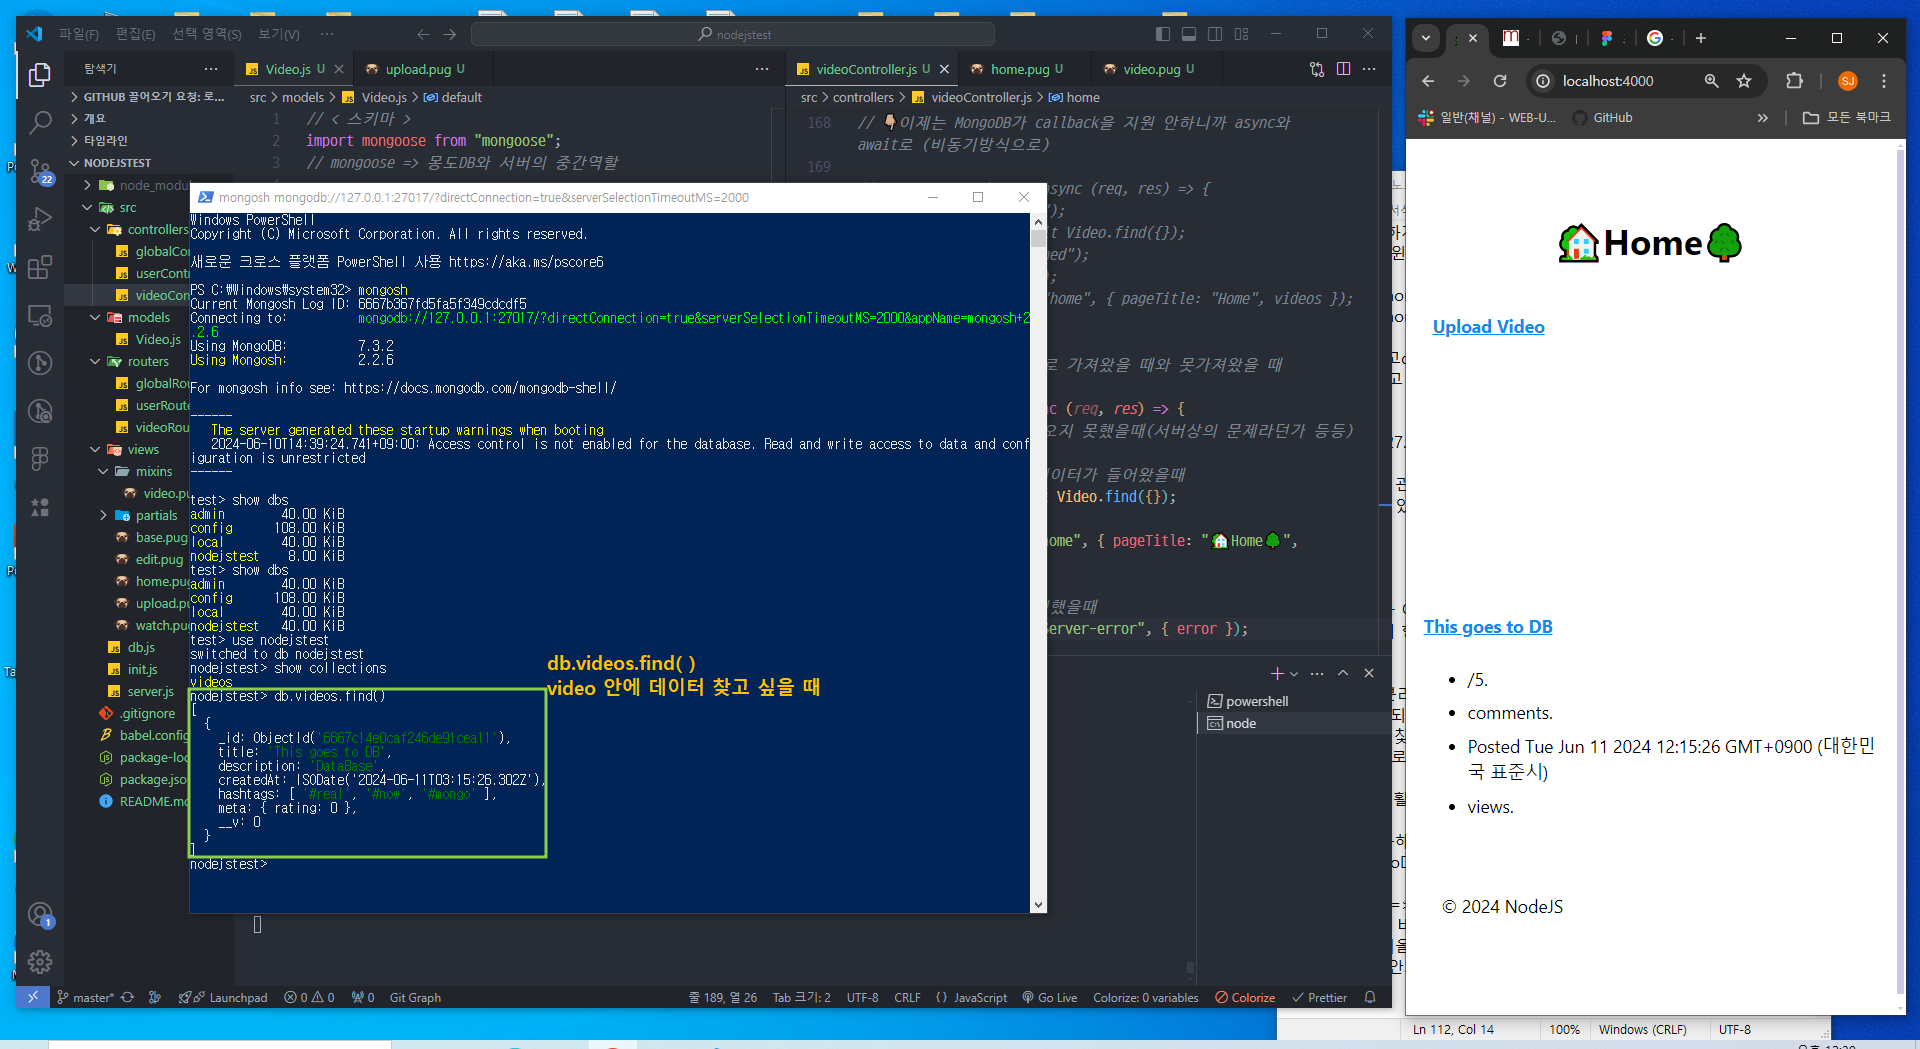 파일(F) 편집(E) 선택 영역(S) 보기(V) ··· nodejstest
탐색기 ···
GITHUB 끌어오기 요청: 로...
개요
타임라인
NODEJSTEST
node_modu
src
controllers
globalCo
userContr
videoCon
models
Video.js
routers
globalRo
userRoute
videoRou
views
mixins
video.pu
partials
base.pug
edit.pug
home.pug
upload.pu
watch.pug
db.js
init.js
server.js
.gitignore
babel.config
package-loc
package.jso
README.md
22
1
Video.js U
upload.pug U
src > models > Video.js > default
1 // < 스키마 >
2 import mongoose from "mongoose";
3 // mongoose => 몽도DB와 서버의 중간역할
videoController.js U
home.pug U
video.pug U
src > controllers > videoController.js > home
168 // 👇이제는 MongoDB가 callback을 지원 안하니까 async와
await로 (비동기방식으로)
169
sync (req, res) => {
");
it Video.find({});
ned");
);
"home", { pageTitle: "Home", videos });
로 가져왔을 때와 못가져왔을 때
nc (req, res) => {
오지 못했을때(서버상의 문제라던가 등등)
이터가 들어왔을때
t Video.find({});
ome", { pageTitle: "🏠Home🌳",
했을때
Server-error", { error });
powershell
node
mongosh mongodb://127.0.0.1:27017/?directConnection=true&serverSelectionTimeoutMS=2000
Windows PowerShell
Copyright (C) Microsoft Corporation. All rights reserved.
새로운 크로스 플랫폼 PowerShell 사용 https://aka.ms/pscore6
PS C:₩Windows₩system32> mongosh
Current Mongosh Log ID: 6667b367fd5fa5f349cdcdf5
Connecting to: mongodb://127.0.0.1:27017/?directConnection=true&serverSelectionTimeoutMS=2000&appName=mongosh+2
.2.6
Using MongoDB: 7.3.2
Using Mongosh: 2.2.6
For mongosh info see: https://docs.mongodb.com/mongodb-shell/
------
The server generated these startup warnings when booting
2024-06-10T14:39:24.741+09:00: Access control is not enabled for the database. Read and write access to data and conf
iguration is unrestricted
------
test> show dbs
admin 40.00 KiB
config 108.00 KiB
local 40.00 KiB
nodejstest 8.00 KiB
test> show dbs
admin 40.00 KiB
config 108.00 KiB
local 40.00 KiB
nodejstest 40.00 KiB
test> use nodejstest
switched to db nodejstest
nodejstest> show collections
videos
nodejstest> db.videos.find()
[
{
_id: ObjectId('6667c14e0caf246de91cea11'),
title: 'This goes to DB',
description: 'DataBase',
createdAt: ISODate('2024-06-11T03:15:26.302Z'),
hashtags: [ '#real', '#now', '#mongo' ],
meta: { rating: 0 },
__v: 0
}
]
nodejstest>
db.videos.find( )
video 안에 데이터 찾고 싶을 때
master* Launchpad 0 0 0 Git Graph 줄 189, 열 26 Tab 크기: 2 UTF-8 CRLF {} JavaScript Go Live Colorize: 0 variables Colorize Prettier
localhost:4000
SJ
일반(채널) - WEB-U... GitHub » 모든 북마크
🏠Home🌳
Upload Video
This goes to DB
/5.
comments.
Posted Tue Jun 11 2024 12:15:26 GMT+0900 (대한민
국 표준시)
views.
© 2024 NodeJS
Ln 112, Col 14 100% Windows (CRLF) UTF-8